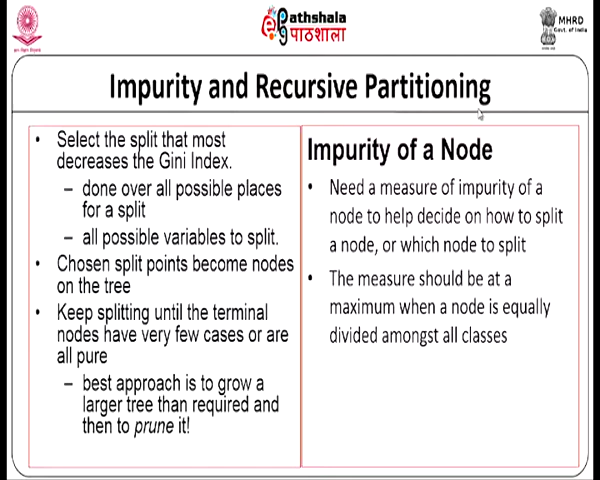 Pathshala
पाठशाला
MHRD
Govt. of India
Impurity and Recursive Partitioning
• Select the split that most
decreases the Gini Index.
– done over all possible places
for a split
– all possible variables to split.
• Chosen split points become nodes
on the tree
• Keep splitting until the terminal
nodes have very few cases or are
all pure
– best approach is to grow a
larger tree than required and
then to prune it!
Impurity of a Node
• Need a measure of impurity of a
node to help decide on how to split
a node, or which node to split
• The measure should be at a
maximum when a node is equally
divided amongst all classes